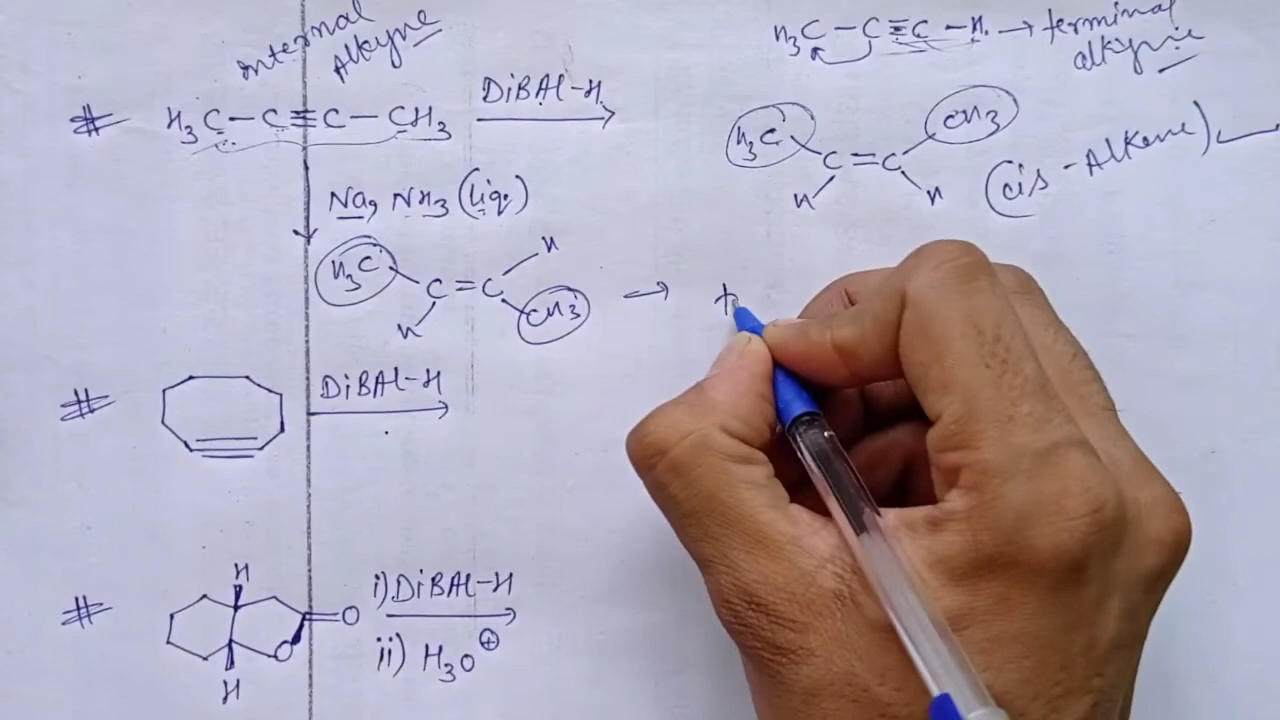 internal
Alkyne
H₃C – C ≡ C – H → terminal
alkyne
# H₃C – C ≡ C – CH₃
DiBAl-H
H₃C CH₃
C = C
H H
(cis-Alkene)
Na, NH₃ (liq.)
H₃C H
C = C →
H CH₃
# DiBAl-H
# H
O
O
H
i) DiBAl-H
ii) H₃O⊕